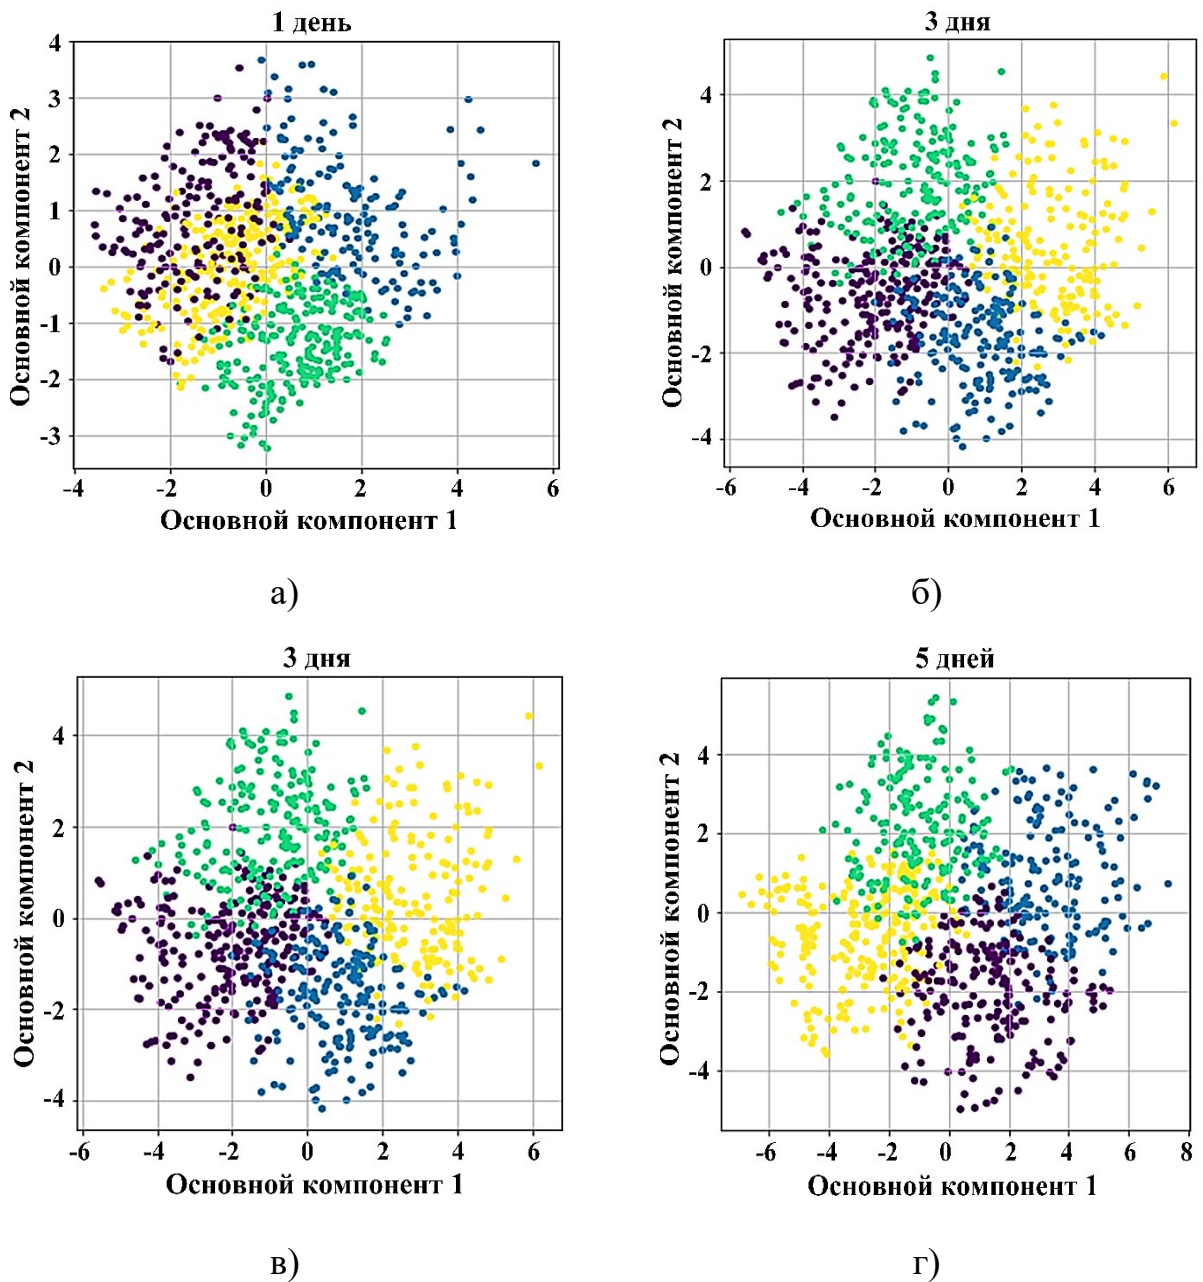 1 день
4
3
2
1
0
-1
-2
-3
-4 -2 0 2 4 6
Основной компонент 2
Основной компонент 1
а)
3 дня
4
2
0
-2
-4
-6 -4 -2 0 2 4 6
Основной компонент 2
Основной компонент 1
б)
3 дня
4
2
0
-2
-4
-6 -4 -2 0 2 4 6
Основной компонент 2
Основной компонент 1
в)
5 дней
4
2
0
-2
-4
-6 -4 -2 0 2 4 6 8
Основной компонент 2
Основной компонент 1
г)